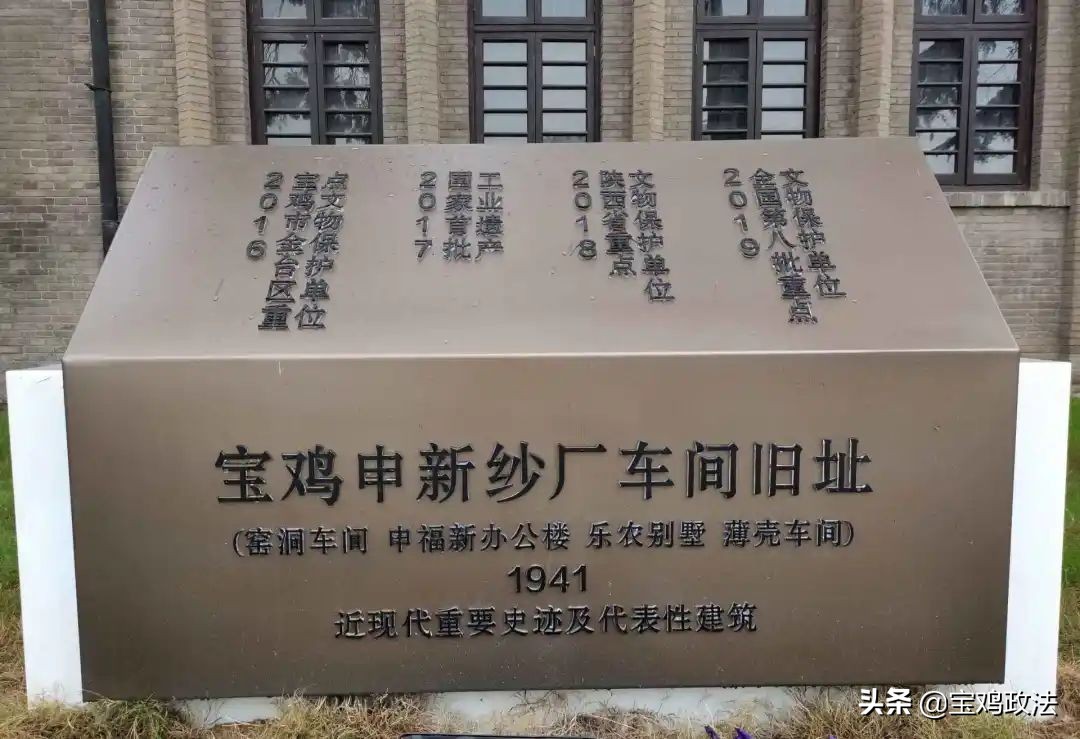 2016
宝鸡市金台区重
点文物保护单位
2017
国家首批
工业遗产
2018
陕西省重点
文物保护单位
2019
全国第八批重点
文物保护单位
宝鸡申新纱厂车间旧址
(窑洞车间 申福新办公楼 乐农别墅 薄壳车间)
1941
近现代重要史迹及代表性建筑
头条 @宝鸡政法